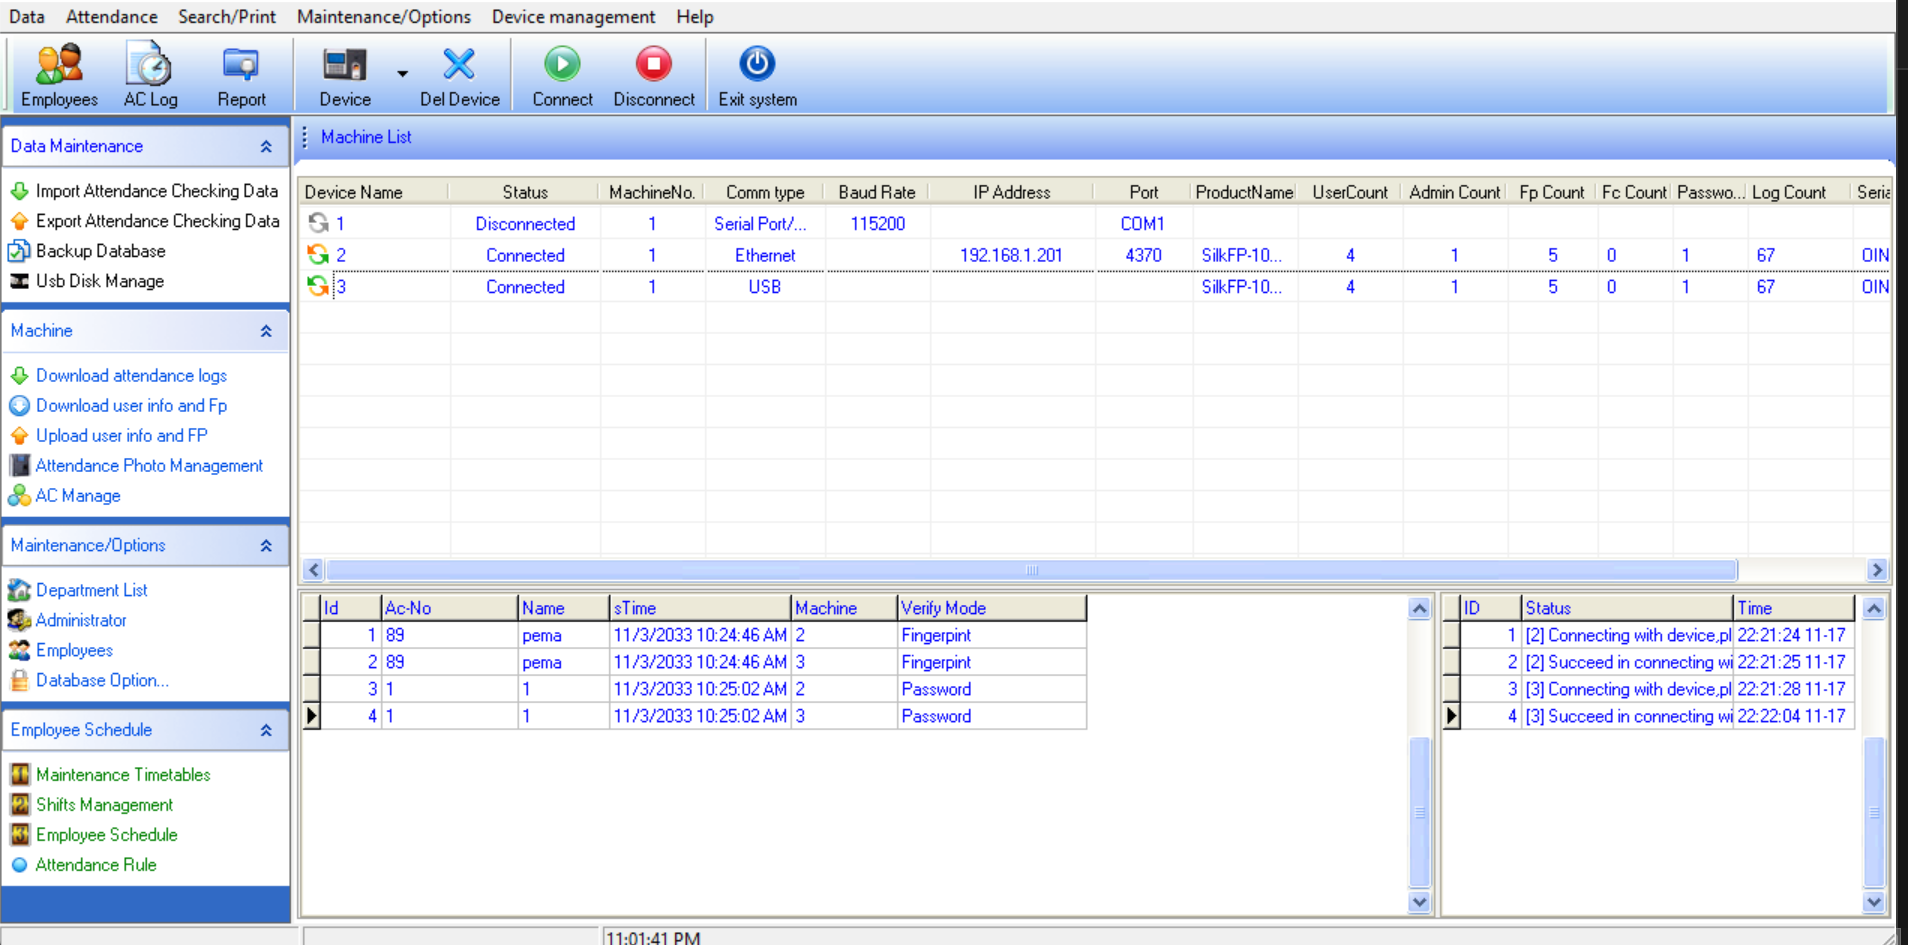 Data Attendance Search/Print Maintenance/Options Device management Help
Employees AC Log Report Device Del Device Connect Disconnect Exit system
Data Maintenance
Import Attendance Checking Data
Export Attendance Checking Data
Backup Database
Usb Disk Manage
Machine
Download attendance logs
Download user info and Fp
Upload user info and FP
Attendance Photo Management
AC Manage
Maintenance/Options
Department List
Administrator
Employees
Database Option...
Employee Schedule
Maintenance Timetables
Shifts Management
Employee Schedule
Attendance Rule
Machine List
Device Name Status MachineNo. Comm type Baud Rate IP Address Port ProductName UserCount Admin Count Fp Count Fc Count Passwo... Log Count Seria
1 Disconnected 1 Serial Port/... 115200 COM1
2 Connected 1 Ethernet 192.168.1.201 4370 SilkFP-10... 4 1 5 0 1 67 OIN
3 Connected 1 USB SilkFP-10... 4 1 5 0 1 67 OIN
Id Ac-No Name sTime Machine Verify Mode
1 89 pema 11/3/2033 10:24:46 AM 2 Fingerpint
2 89 pema 11/3/2033 10:24:46 AM 3 Fingerpint
3 1 1 11/3/2033 10:25:02 AM 2 Password
4 1 1 11/3/2033 10:25:02 AM 3 Password
ID Status Time
1 [2] Connecting with device,pl 22:21:24 11-17
2 [2] Succeed in connecting wi 22:21:25 11-17
3 [3] Connecting with device,pl 22:21:28 11-17
4 [3] Succeed in connecting wi 22:22:04 11-17
11:01:41 PM